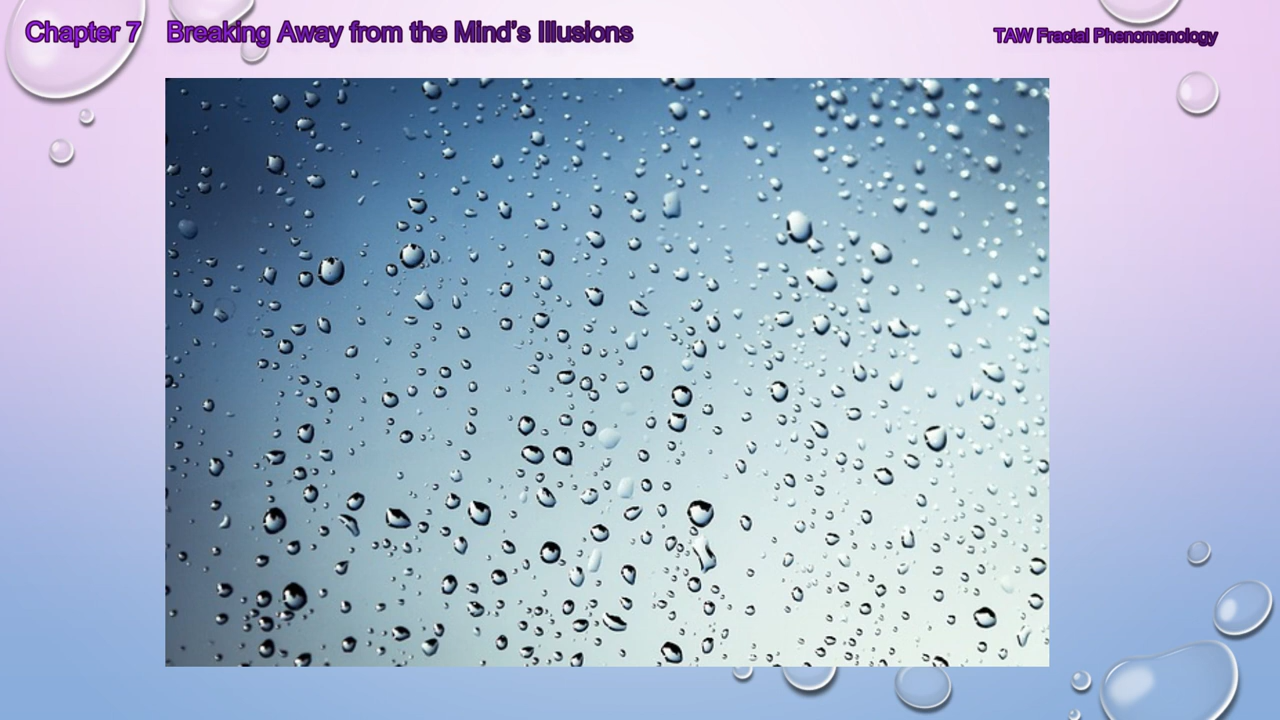 Chapter 7 Breaking Away from the Mind's Illusions
TAW Fractal Phenomenology